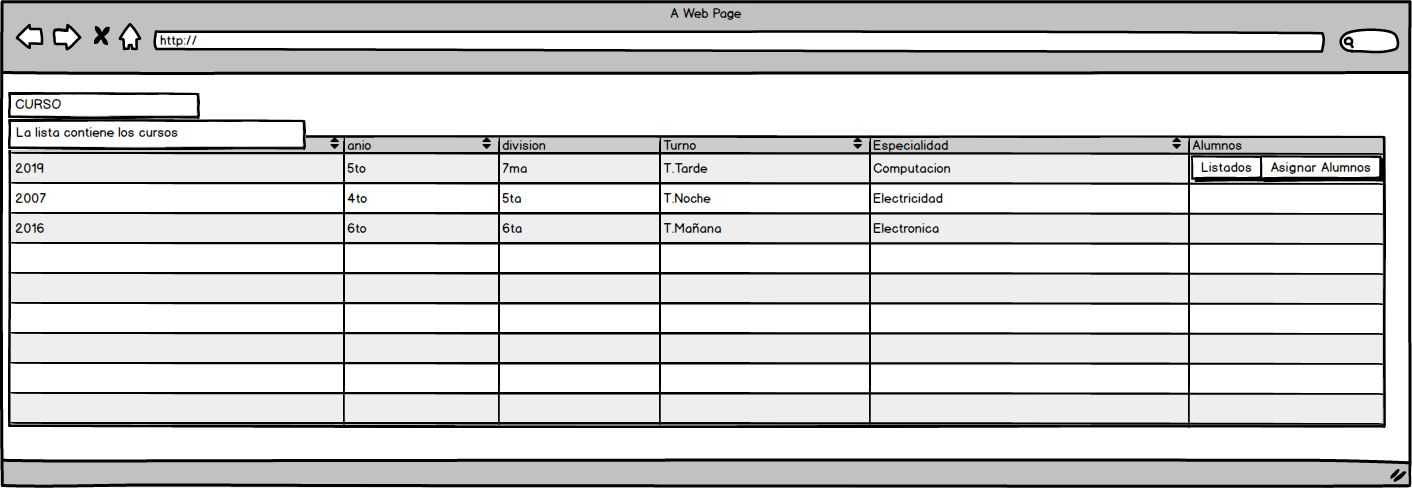 A Web Page
http://
CURSO
La lista contiene los cursos
anio division Turno Especialidad Alumnos
2019 5to 7ma T.Tarde Computacion Listados Asignar Alumnos
2007 4to 5ta T.Noche Electricidad
2016 6to 6ta T.Mañana Electronica